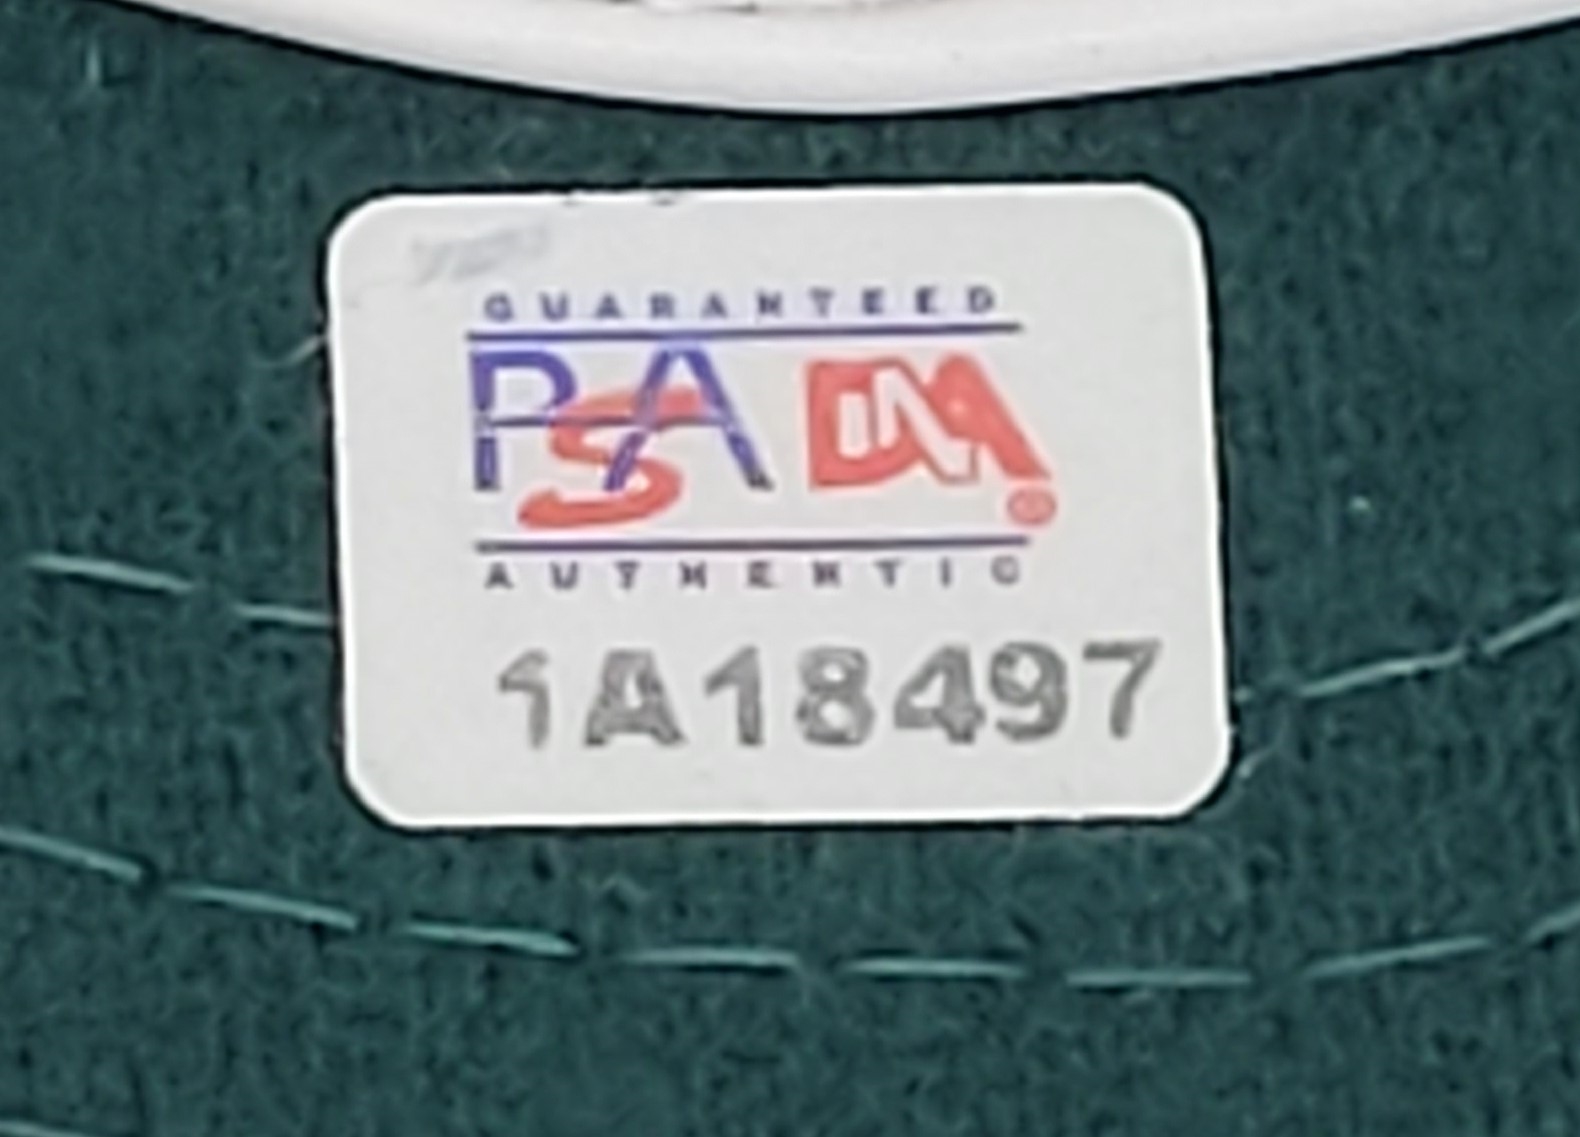 GUARANTEED
PSA DNA
AUTHENTIC
1A18497